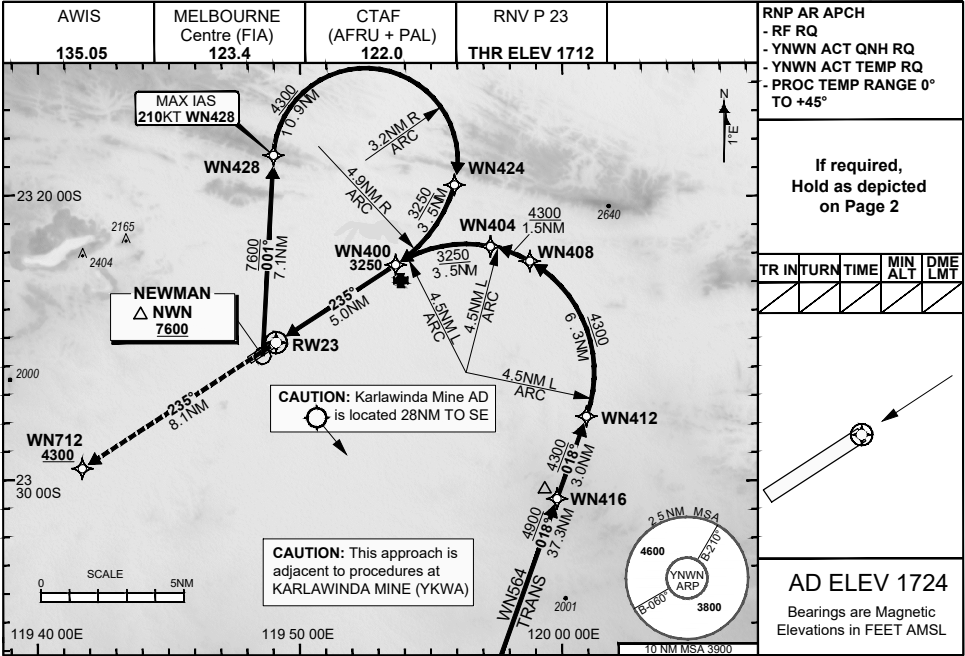 AWIS
135.05
MELBOURNE
Centre (FIA)
123.4
CTAF
(AFRU + PAL)
122.0
RNV P 23
THR ELEV 1712
RNP AR APCH
- RF RQ
- YNWN ACT QNH RQ
- YNWN ACT TEMP RQ
- PROC TEMP RANGE 0°
TO +45°
If required,
Hold as depicted
on Page 2
TR IN
TURN
TIME
MIN
ALT
DME
LMT
MAX IAS
210KT WN428
4300
10.9NM
3.2NM R
ARC
N
1°E
WN428
WN424
4.9NM R
ARC
3250
3.5NM
23 20 00S
2640
2165
2404
WN404
4300
1.5NM
WN408
WN400
3250
3250
3.5NM
7600
001°
7.1NM
4.5NM L
ARC
4.5NM L
ARC
4300
6.3NM
NEWMAN
NWN
7600
235°
5.0NM
RW23
4.5NM L
ARC
2000
235°
8.1NM
CAUTION: Karlawinda Mine AD
is located 28NM TO SE
WN412
WN712
4300
4300
018°
3.0NM
23
30 00S
WN416
4900
018°
37.3NM
WN564
TRANS
CAUTION: This approach is
adjacent to procedures at
KARLAWINDA MINE (YKWA)
25NM MSA
4600
B-210°
YNWN
ARP
B-060°
3800
SCALE
0
5NM
2001
119 40 00E
119 50 00E
120 00 00E
10 NM MSA 3900
AD ELEV 1724
Bearings are Magnetic
Elevations in FEET AMSL